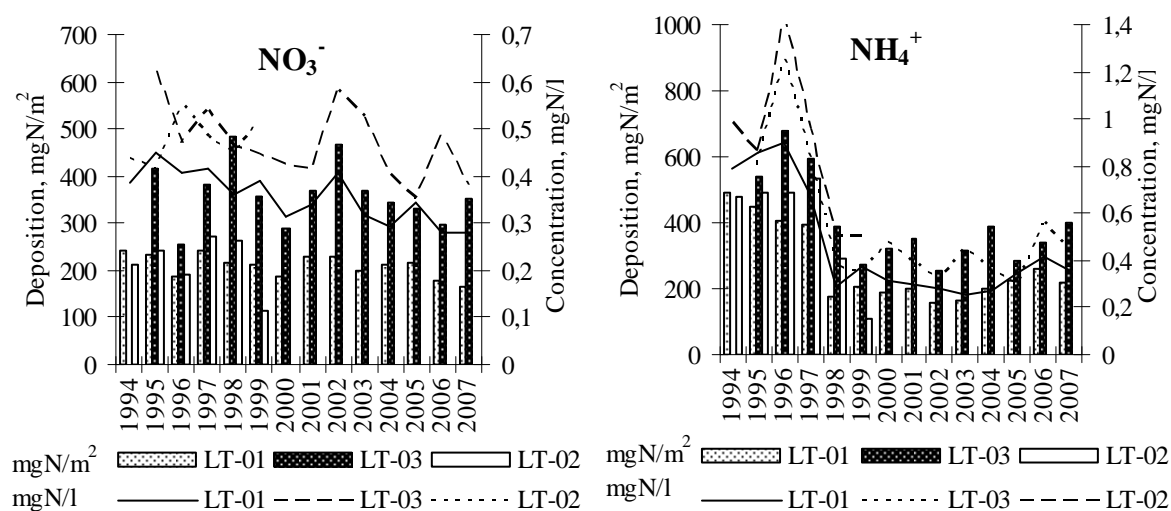 NO₃⁻
Deposition, mgN/m²
700
600
500
400
300
200
100
0
0,7
0,6
0,5
0,4
0,3
0,2
0,1
0
Concentration, mgN/l
1994 1995 1996 1997 1998 1999 2000 2001 2002 2003 2004 2005 2006 2007
mgN/m² LT-01 LT-03 LT-02
mgN/l LT-01 LT-03 LT-02
NH₄⁺
Deposition, mgN/m²
1000
800
600
400
200
0
1,4
1,2
1
0,8
0,6
0,4
0,2
0
Concentration, mgN/l
1994 1995 1996 1997 1998 1999 2000 2001 2002 2003 2004 2005 2006 2007
mgN/m² LT-01 LT-03 LT-02
mgN/l LT-01 LT-03 LT-02